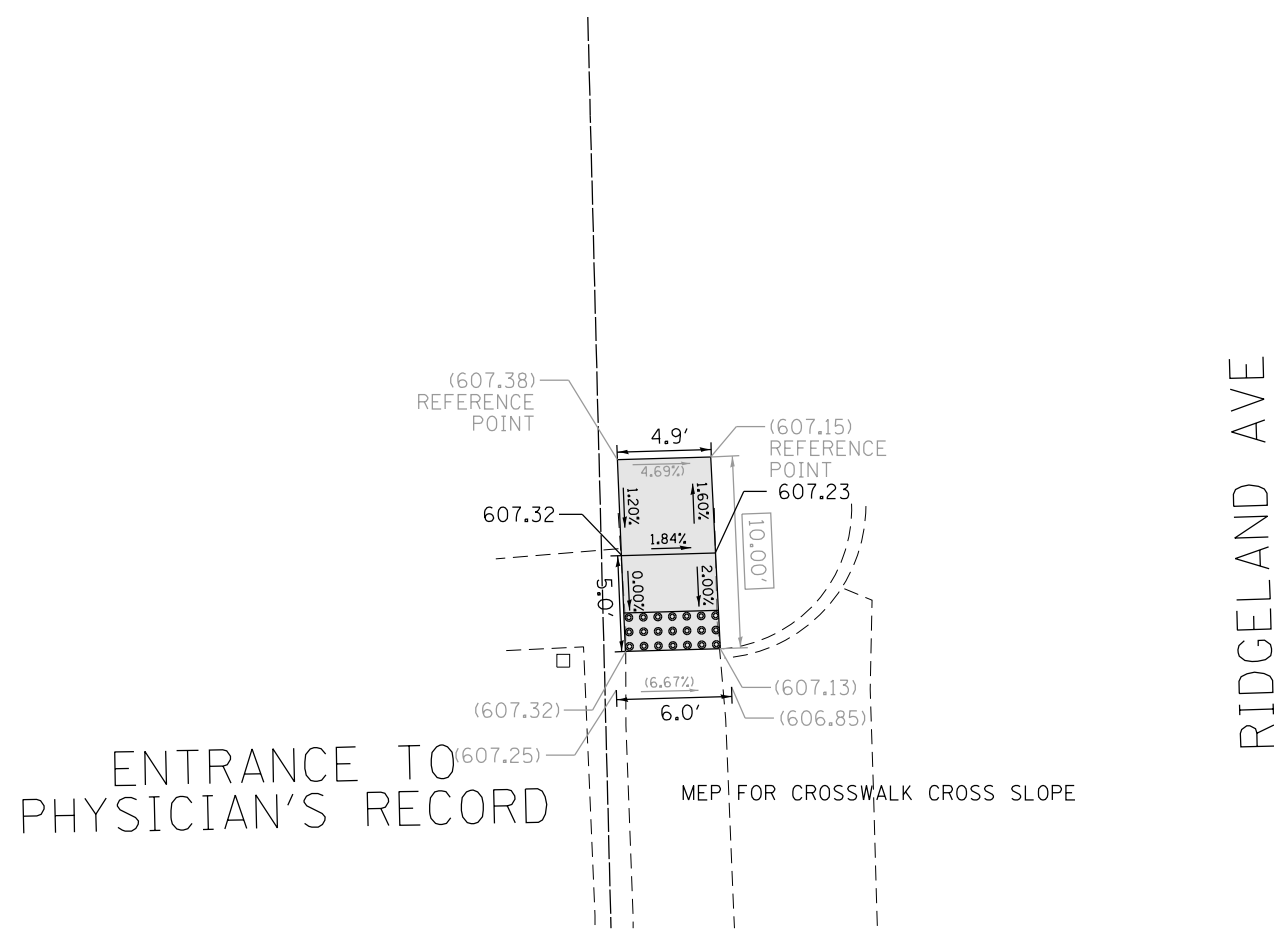 (607.38)
REFERENCE
POINT
4.9'
(607.15)
REFERENCE
POINT
4.69%)
607.23
607.32
1.20%
1.60%
1.84%
10.00'
5.0'
0.00%
2.00%
(6.67%)
(607.13)
(607.32)
6.0'
(606.85)
(607.25)
ENTRANCE TO
PHYSICIAN'S RECORD
MEP FOR CROSSWALK CROSS SLOPE
RIDGELAND AVE